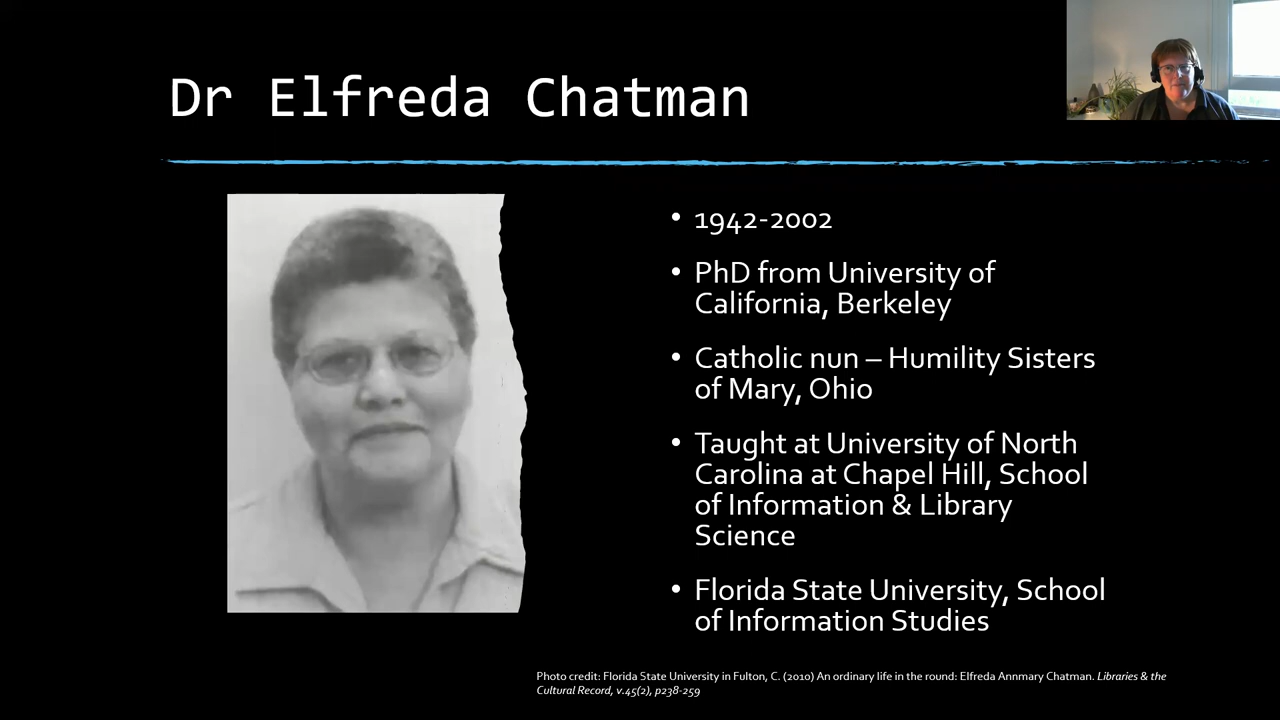 Dr Elfreda Chatman
• 1942-2002
• PhD from University of
California, Berkeley
• Catholic nun – Humility Sisters
of Mary, Ohio
• Taught at University of North
Carolina at Chapel Hill, School
of Information & Library
Science
• Florida State University, School
of Information Studies
Photo credit: Florida State University in Fulton, C. (2010) An ordinary life in the round: Elfreda Annmary Chatman. Libraries & the
Cultural Record, v.45(2), p238-259